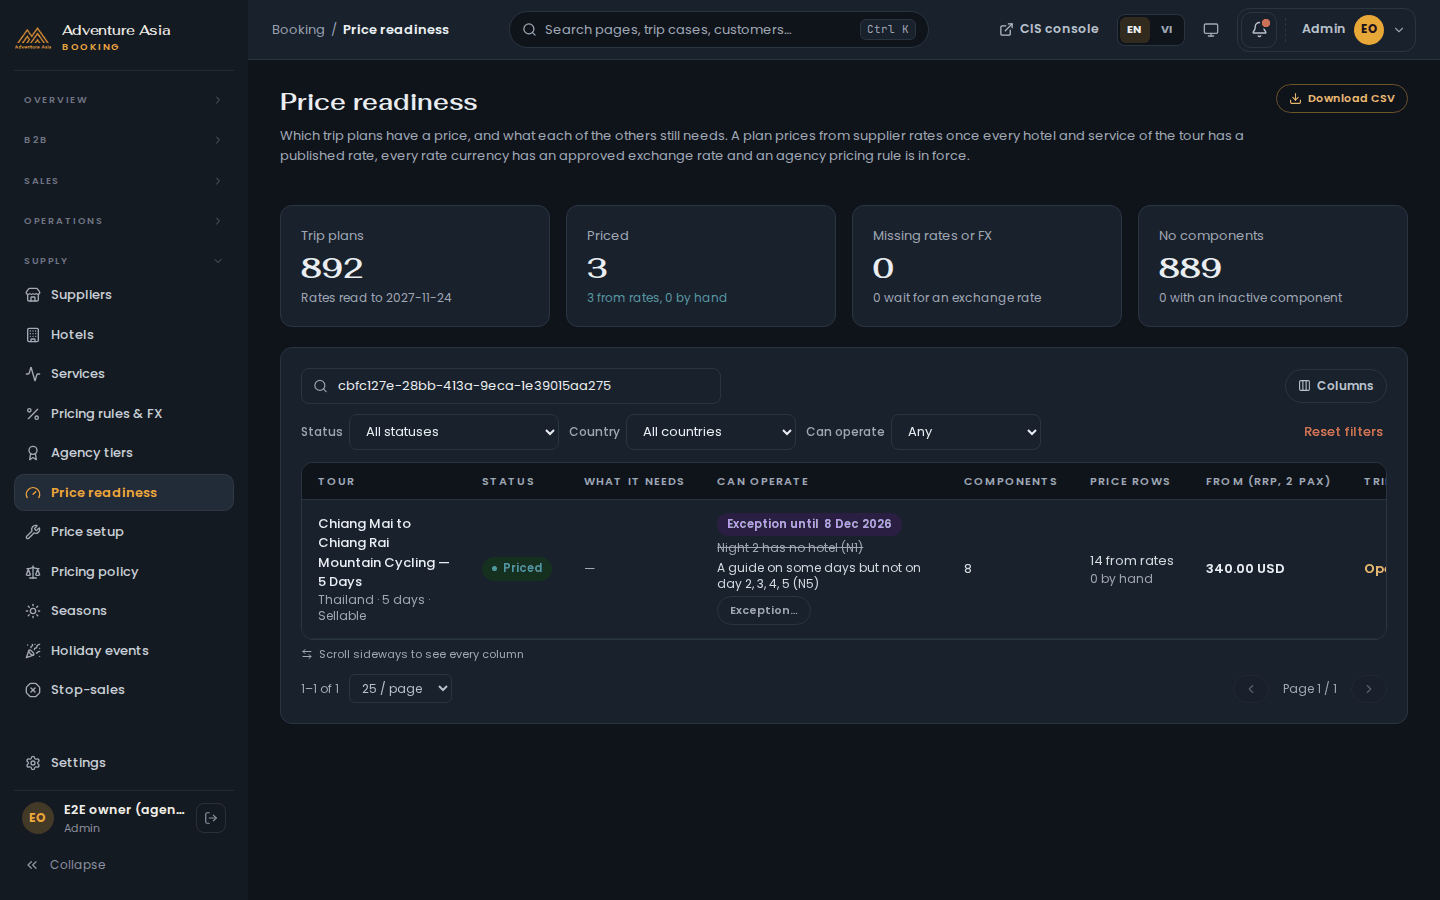 Adventure Asia
BOOKING
Adventure Asia
Booking / Price readiness
Search pages, trip cases, customers...
Ctrl K
CIS console
EN
VI
Admin
EO
OVERVIEW
B2B
SALES
OPERATIONS
SUPPLY
Suppliers
Hotels
Services
Pricing rules & FX
Agency tiers
Price readiness
Price setup
Pricing policy
Seasons
Holiday events
Stop-sales
Settings
EO
E2E owner (agen...
Admin
Collapse
Price readiness
Download CSV
Which trip plans have a price, and what each of the others still needs. A plan prices from supplier rates once every hotel and service of the tour has a
published rate, every rate currency has an approved exchange rate and an agency pricing rule is in force.
Trip plans
892
Rates read to 2027-11-24
Priced
3
3 from rates, 0 by hand
Missing rates or FX
0
0 wait for an exchange rate
No components
889
0 with an inactive component
cbfc127e-28bb-413a-9eca-1e39015aa275
Columns
Status
All statuses
Country
All countries
Can operate
Any
Reset filters
TOUR
STATUS
WHAT IT NEEDS
CAN OPERATE
COMPONENTS
PRICE ROWS
FROM (RRP, 2 PAX)
TRI
Chiang Mai to
Chiang Rai
Mountain Cycling —
5 Days
Thailand · 5 days ·
Sellable
Priced
—
Exception until 8 Dec 2026
Night 2 has no hotel (N1)
A guide on some days but not on
day 2, 3, 4, 5 (N5)
Exception...
8
14 from rates
0 by hand
340.00 USD
Ope
Scroll sideways to see every column
1–1 of 1
25 / page
Page 1 / 1